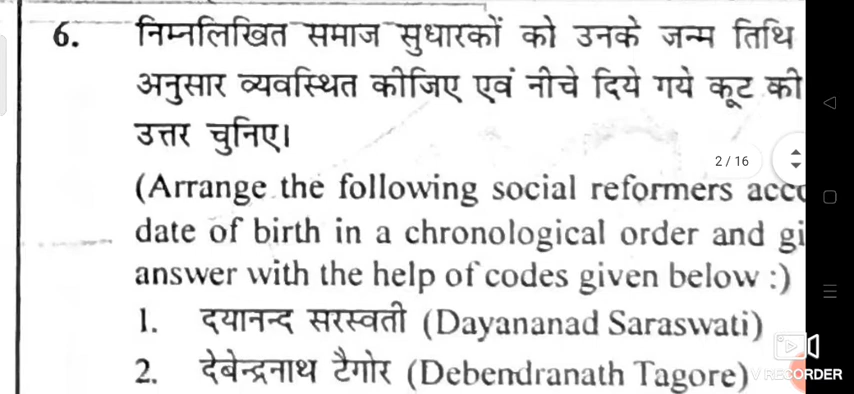 6. निम्नलिखित समाज सुधारकों को उनके जन्म तिथि
अनुसार व्यवस्थित कीजिए एवं नीचे दिये गये कूट की
उत्तर चुनिए।
2 / 16
(Arrange the following social reformers
date of birth in a chronological order and
answer with the help of codes given below :)
1. दयानन्द सरस्वती (Dayananad Saraswati)
2. देबेन्द्रनाथ टैगोर (Debendranath Tagore)
RECORDER